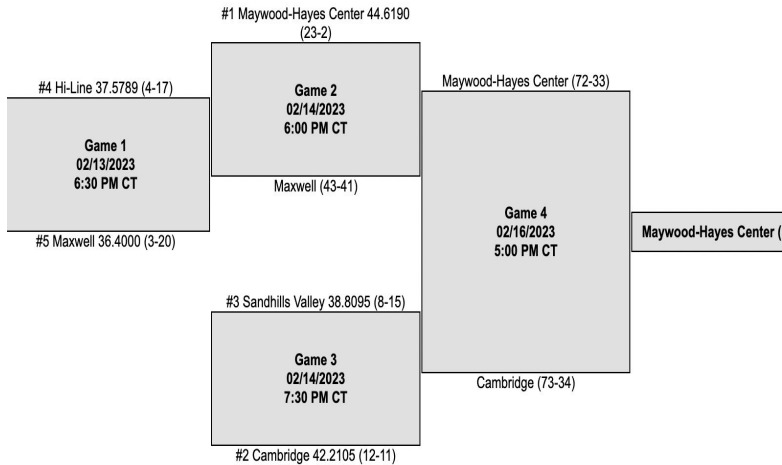 #1 Maywood-Hayes Center 44.6190
(23-2)
#4 Hi-Line 37.5789 (4-17)
Game 2
02/14/2023
6:00 PM CT
Maywood-Hayes Center (72-33)
Game 1
02/13/2023
6:30 PM CT
Maxwell (43-41)
#5 Maxwell 36.4000 (3-20)
Game 4
02/16/2023
5:00 PM CT
Maywood-Hayes Center (
#3 Sandhills Valley 38.8095 (8-15)
Game 3
02/14/2023
7:30 PM CT
Cambridge (73-34)
#2 Cambridge 42.2105 (12-11)